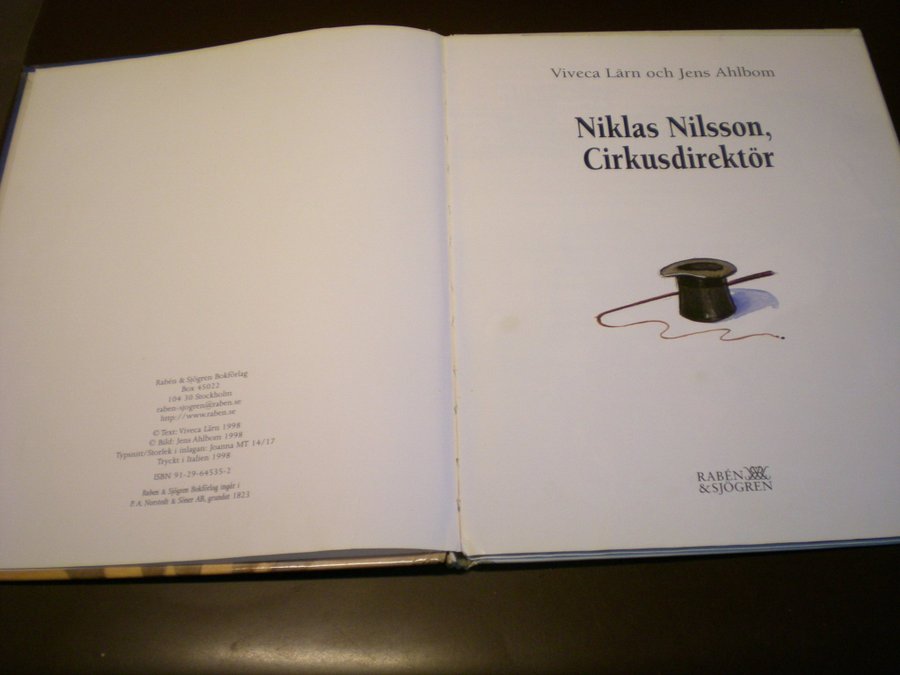 Rabén & Sjögren Bokförlag
Box 45022
104 30 Stockholm
raben-sjogren@raben.se
http://www.raben.se
© Text: Viveca Lärn 1998
© Bild: Jens Ahlbom 1998
Typsnitt/Storlek i inlagan: Joanna MT 14/17
Tryckt i Italien 1998
ISBN 91-29-64535-2
Rabén & Sjögren Bokförlag ingår i
P.A. Norstedt & Söner AB, grundat 1823
Viveca Lärn och Jens Ahlbom
Niklas Nilsson,
Cirkusdirektör
RABÉN
& SJÖGREN